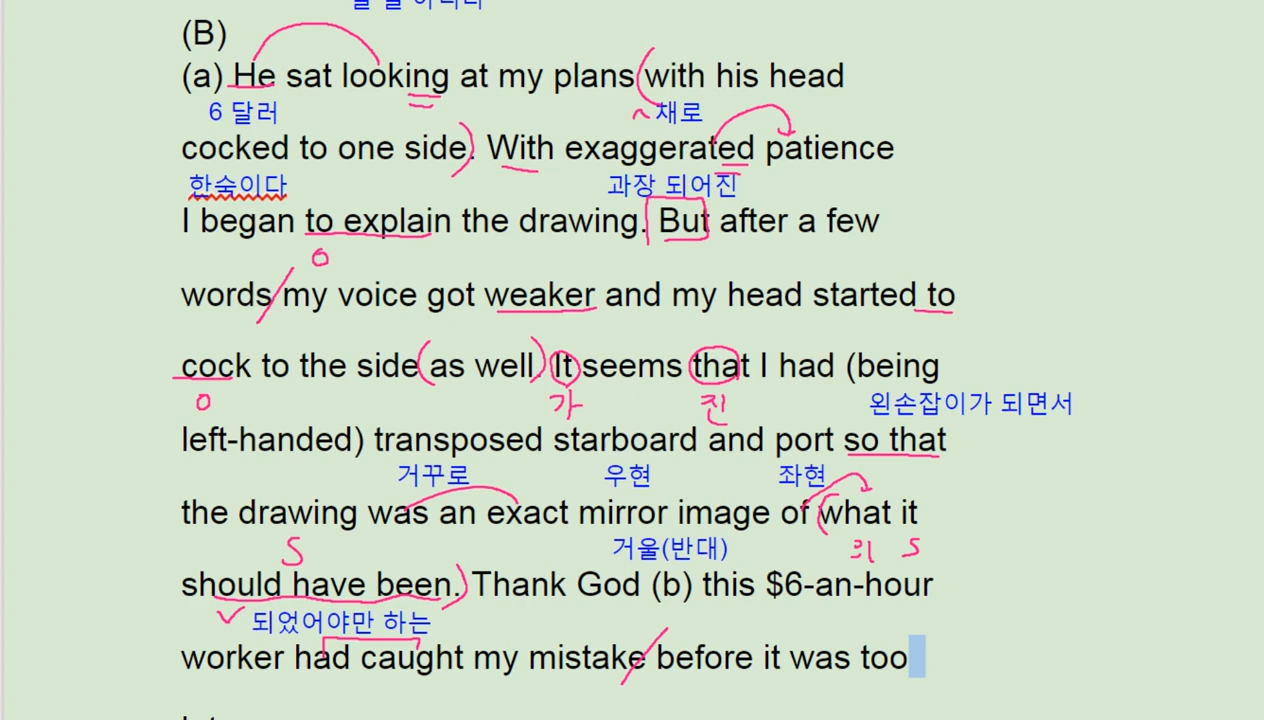 (B)
(a) He sat looking at my plans (with his head
6 달러 ~채로
cocked to one side). With exaggerated patience
한숙이다 과장 되어진
I began to explain the drawing. But after a few
o
words / my voice got weaker and my head started to
cock to the side (as well). It seems that I had (being
o 가 진 왼손잡이가 되면서
left-handed) transposed starboard and port so that
거꾸로 우현 좌현
the drawing was an exact mirror image of (what it
S 거울(반대) 의 S
should have been.) Thank God (b) this $6-an-hour
되었어야만 하는
worker had caught my mistake / before it was too